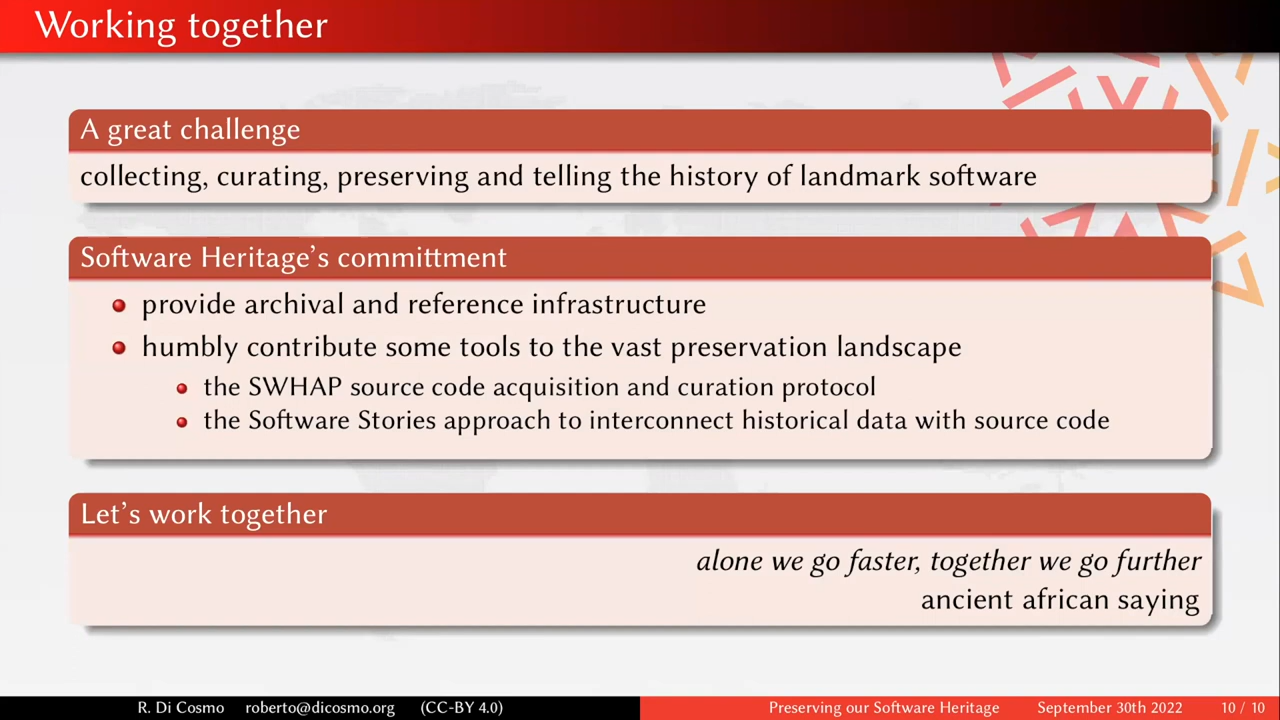 Working together
A great challenge
collecting, curating, preserving and telling the history of landmark software
Software Heritage's committment
provide archival and reference infrastructure
humbly contribute some tools to the vast preservation landscape
the SWHAP source code acquisition and curation protocol
the Software Stories approach to interconnect historical data with source code
Let's work together
alone we go faster, together we go further
ancient african saying
R. Di Cosmo roberto@dicosmo.org (CC-BY 4.0) Preserving our Software Heritage September 30th 2022 10 / 10